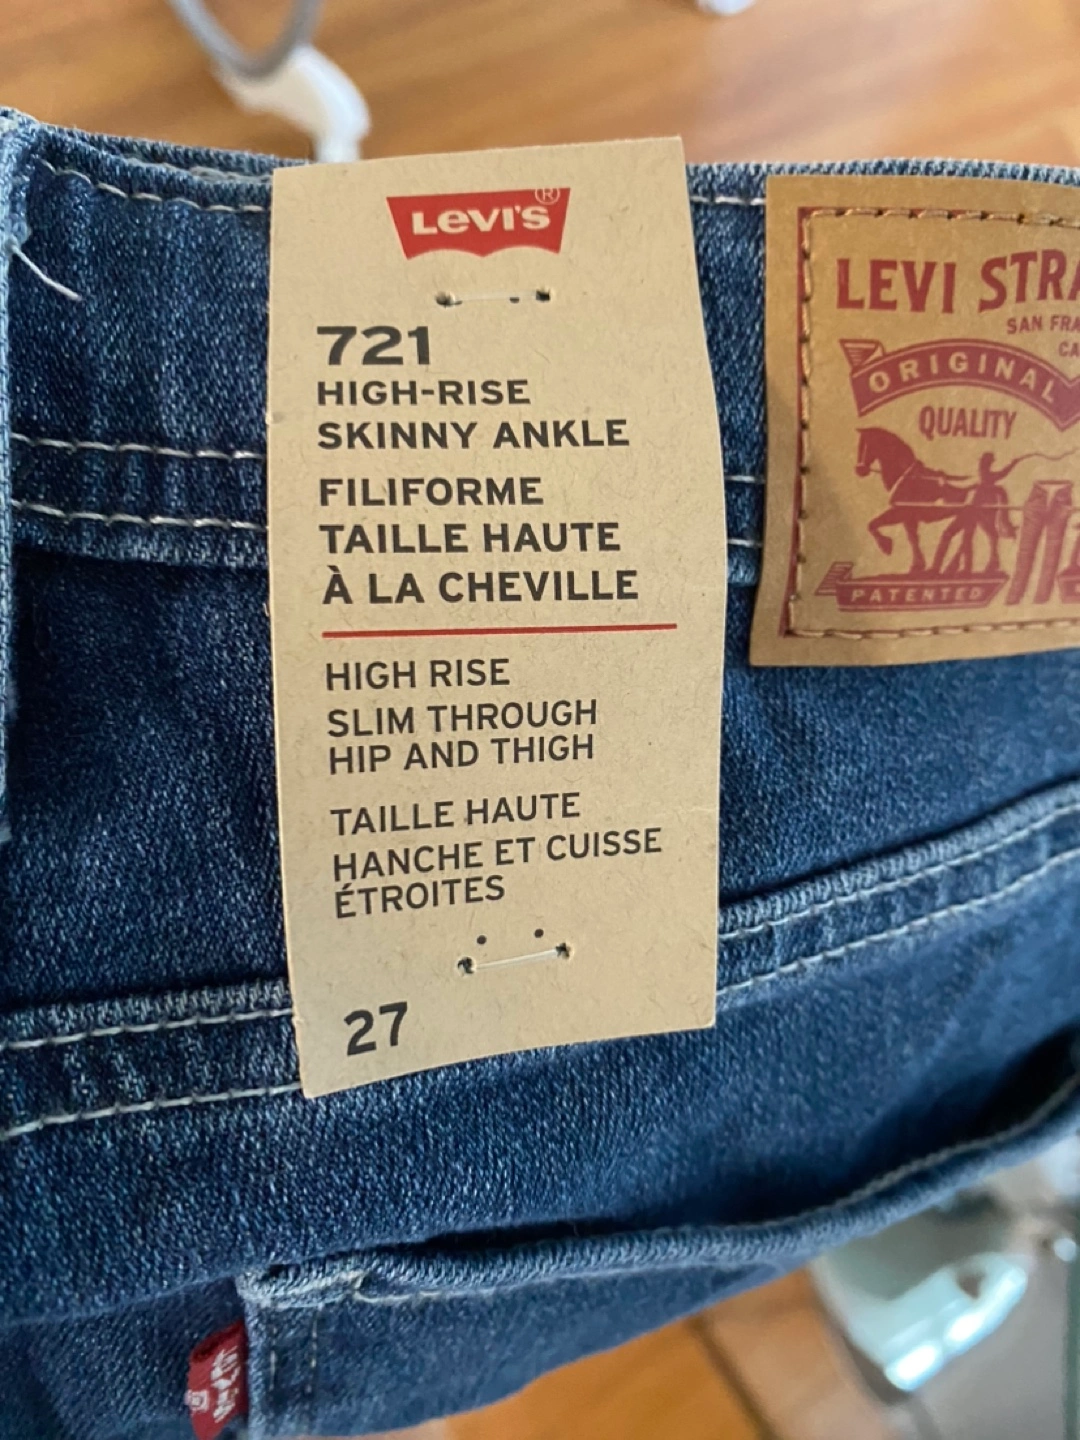 LEVI'S®
721
HIGH-RISE
SKINNY ANKLE
FILIFORME
TAILLE HAUTE
À LA CHEVILLE
HIGH RISE
SLIM THROUGH
HIP AND THIGH
TAILLE HAUTE
HANCHE ET CUISSE
ÉTROITES
27
LEVI STRA
SAN FRA
CA
ORIGINAL
QUALITY
PATENTED